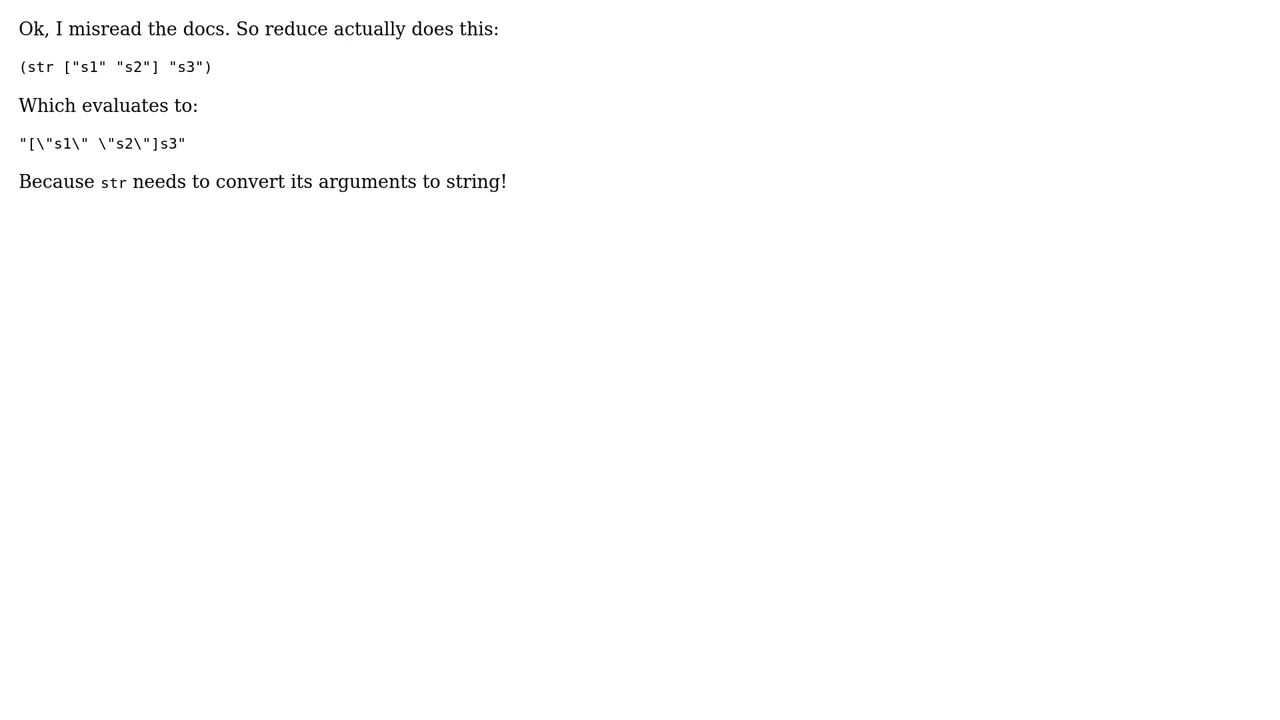 Ok, I misread the docs. So reduce actually does this:
(str ["s1" "s2"] "s3")
Which evaluates to:
"[\"s1\" \"s2\"]s3"
Because str needs to convert its arguments to string!